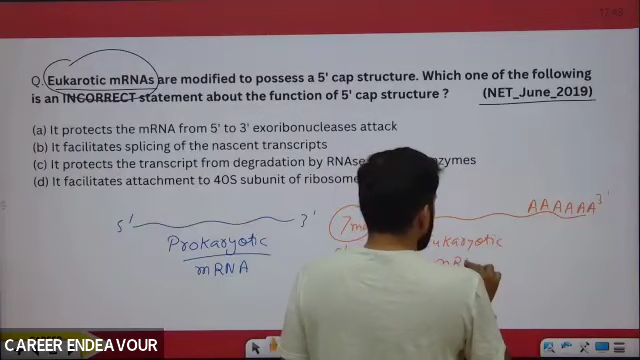 17:45
Q. Eukarotic mRNAs are modified to possess a 5' cap structure. Which one of the following
is an INCORRECT statement about the function of 5' cap structure ? (NET_June_2019)
(a) It protects the mRNA from 5' to 3' exoribonucleases attack
(b) It facilitates splicing of the nascent transcripts
(c) It protects the transcript from degradation by RNAse
(d) It facilitates attachment to 40S subunit of ribosome
5' 3' AAAAAA 3'
Prokaryotic
mRNA
CAREER ENDEAVOUR